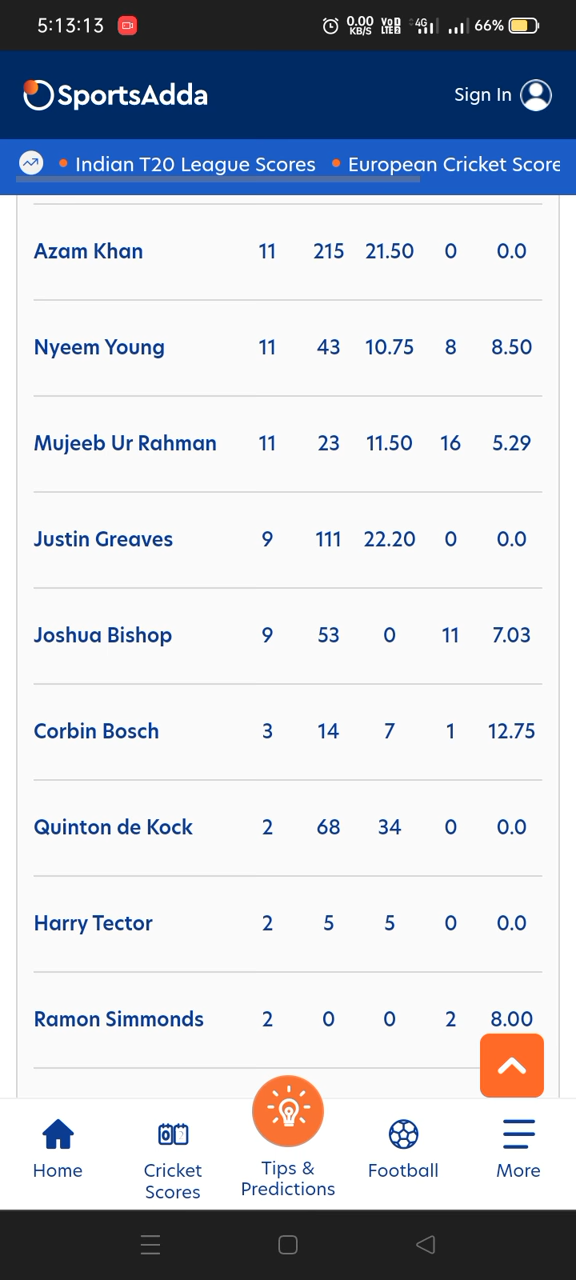 5:13:13 0.00 KB/S VoD LTE2 4G 66%
SportsAdda Sign In
Indian T20 League Scores European Cricket Score
Azam Khan 11 215 21.50 0 0.0
Nyeem Young 11 43 10.75 8 8.50
Mujeeb Ur Rahman 11 23 11.50 16 5.29
Justin Greaves 9 111 22.20 0 0.0
Joshua Bishop 9 53 0 11 7.03
Corbin Bosch 3 14 7 1 12.75
Quinton de Kock 2 68 34 0 0.0
Harry Tector 2 5 5 0 0.0
Ramon Simmonds 2 0 0 2 8.00
Home Cricket Scores Tips & Predictions Football More